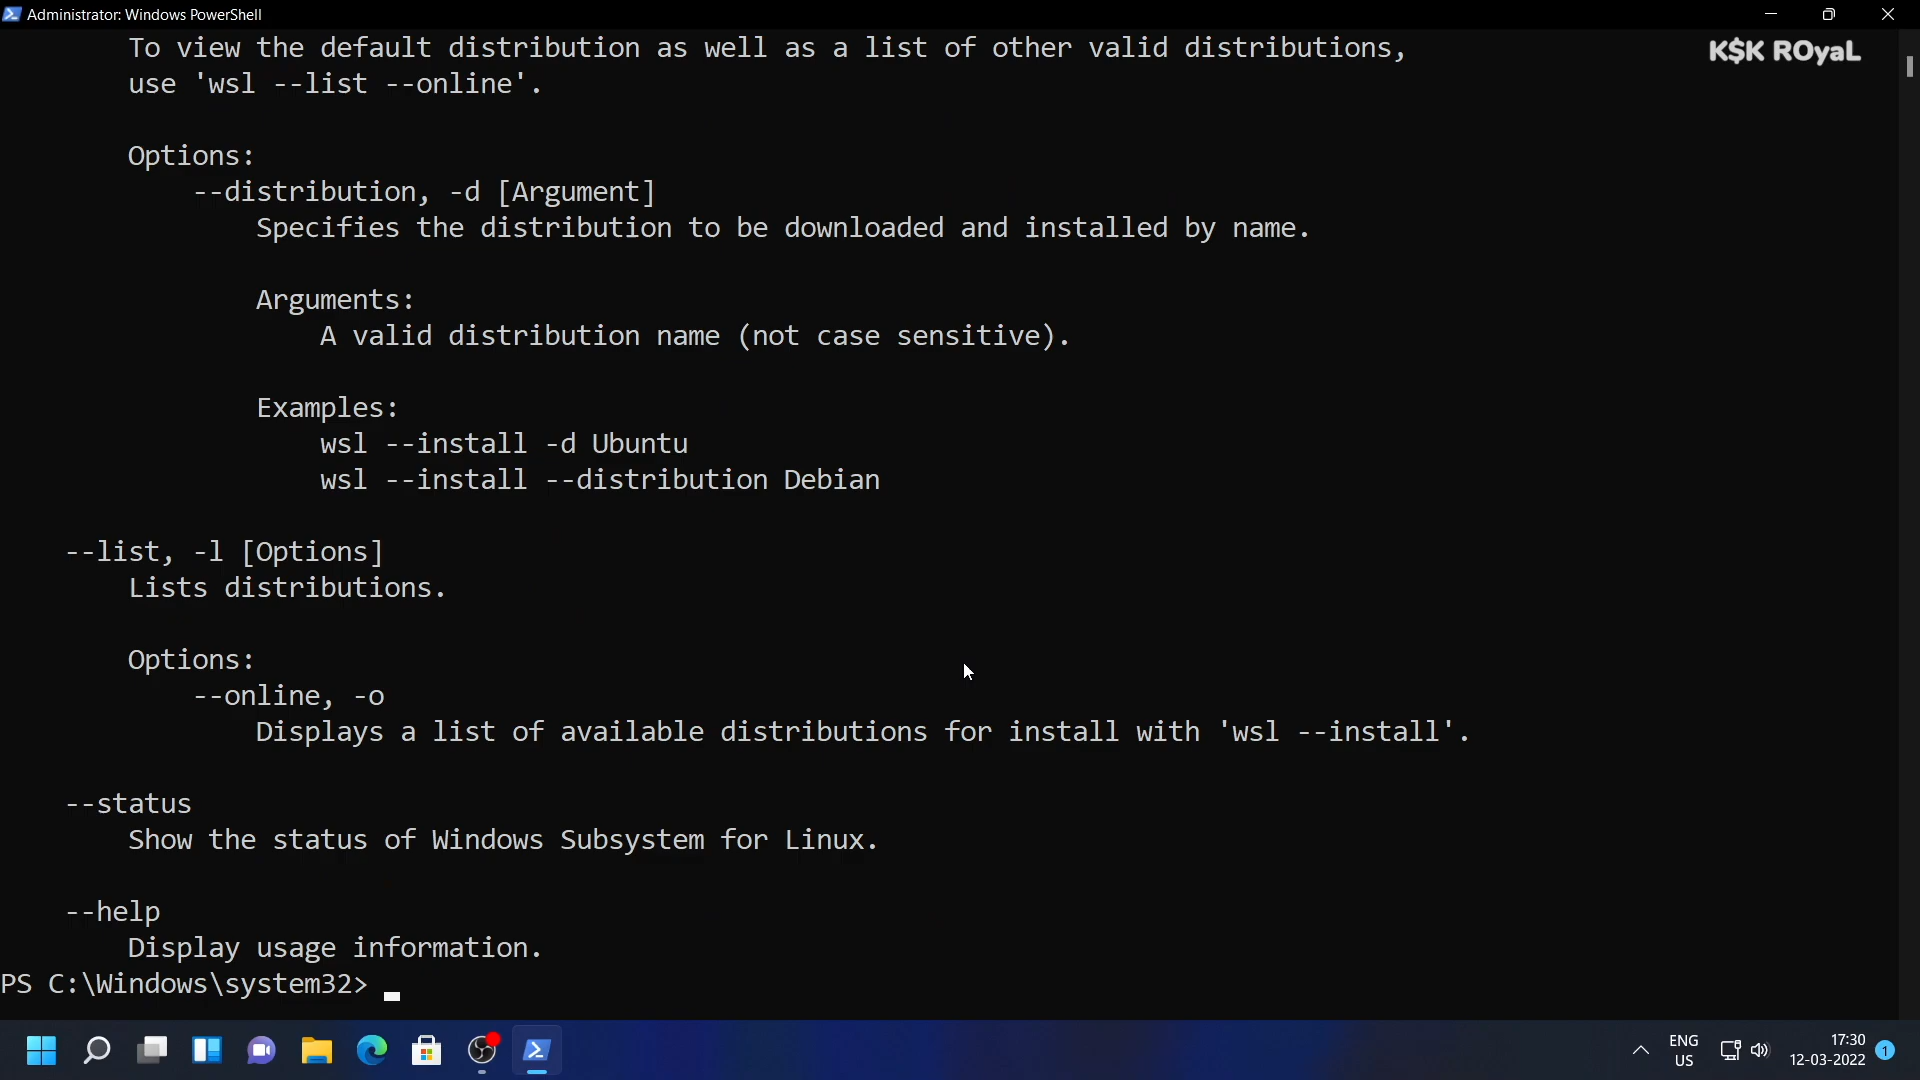 Administrator: Windows PowerShell
To view the default distribution as well as a list of other valid distributions,
K$K ROyaL
use 'wsl --list --online'.
Options:
--distribution, -d [Argument]
Specifies the distribution to be downloaded and installed by name.
Arguments:
A valid distribution name (not case sensitive).
Examples:
wsl --install -d Ubuntu
wsl --install --distribution Debian
--list, -l [Options]
Lists distributions.
Options:
--online, -o
Displays a list of available distributions for install with 'wsl --install'.
--status
Show the status of Windows Subsystem for Linux.
--help
Display usage information.
PS C:\Windows\system32>
ENG
US
17:30
12-03-2022
1